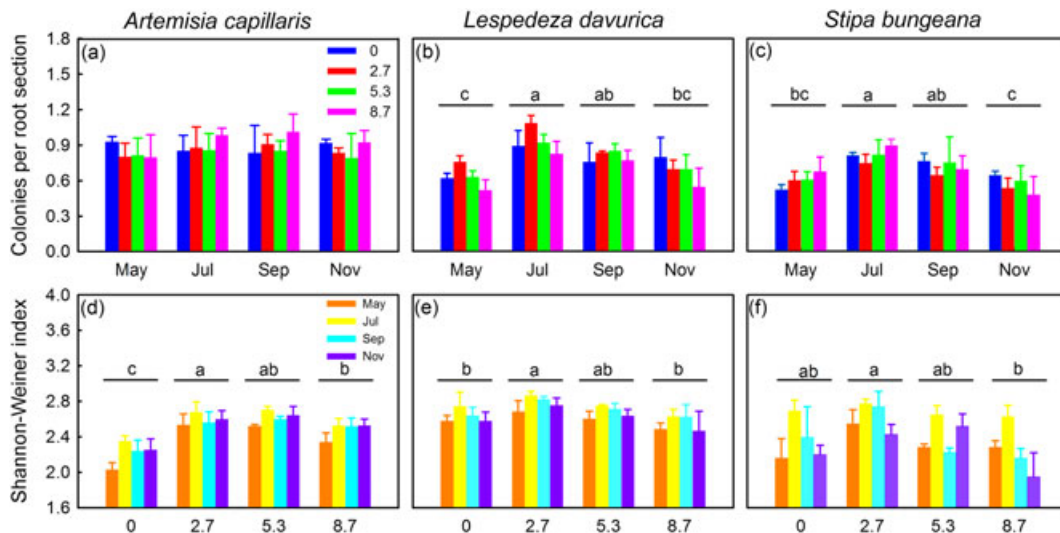 Artemisia capillaris Lespedeza davurica Stipa bungeana
Colonies per root section
1.8
1.5
1.2
0.9
0.6
0.3
0.0
(a)
0
2.7
5.3
8.7
May Jul Sep Nov
(b)
c a ab bc
May Jul Sep Nov
(c)
bc a ab c
May Jul Sep Nov
Shannon-Weiner index
4.0
3.6
3.2
2.8
2.4
2.0
1.6
(d)
May
Jul
Sep
Nov
c a ab b
0 2.7 5.3 8.7
(e)
b a ab b
0 2.7 5.3 8.7
(f)
ab a ab b
0 2.7 5.3 8.7